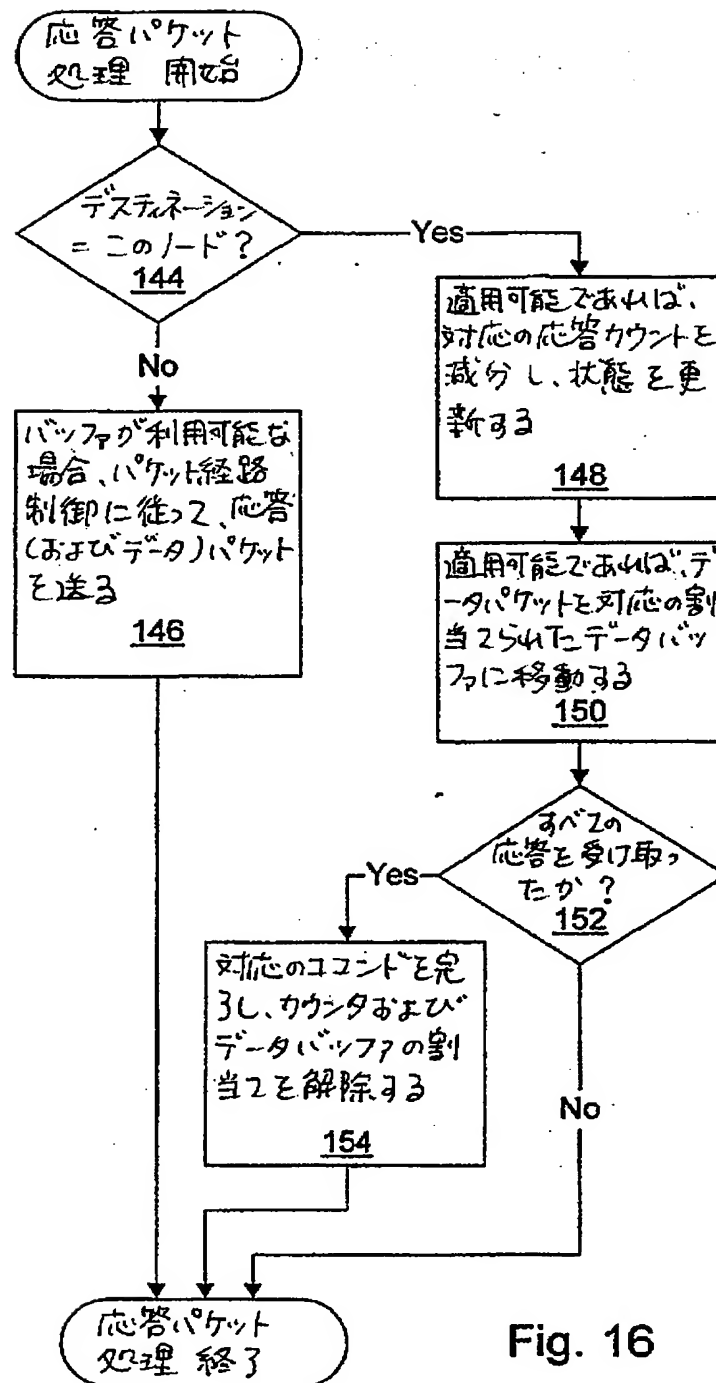 応答パケット
処理 開始
デスティネーション
= このノード?
144
Yes
No
適用可能であれば、
対応の応答カウントを
減分し、状態を更
新する
148
バッファが利用可能な
場合、パケット経路
制御に従って、応答
(およびデータ)パケット
を送る
146
適用可能であれば、デ
ータパケットを対応の割
当てられたデータバッ
ファに移動する
150
すべての
応答を受け取っ
たか?
152
Yes
対応のココンドを完
了し、カウンタおよび
データバッファの割
当てを解除する
154
No
応答パケット
処理 終了
Fig. 16